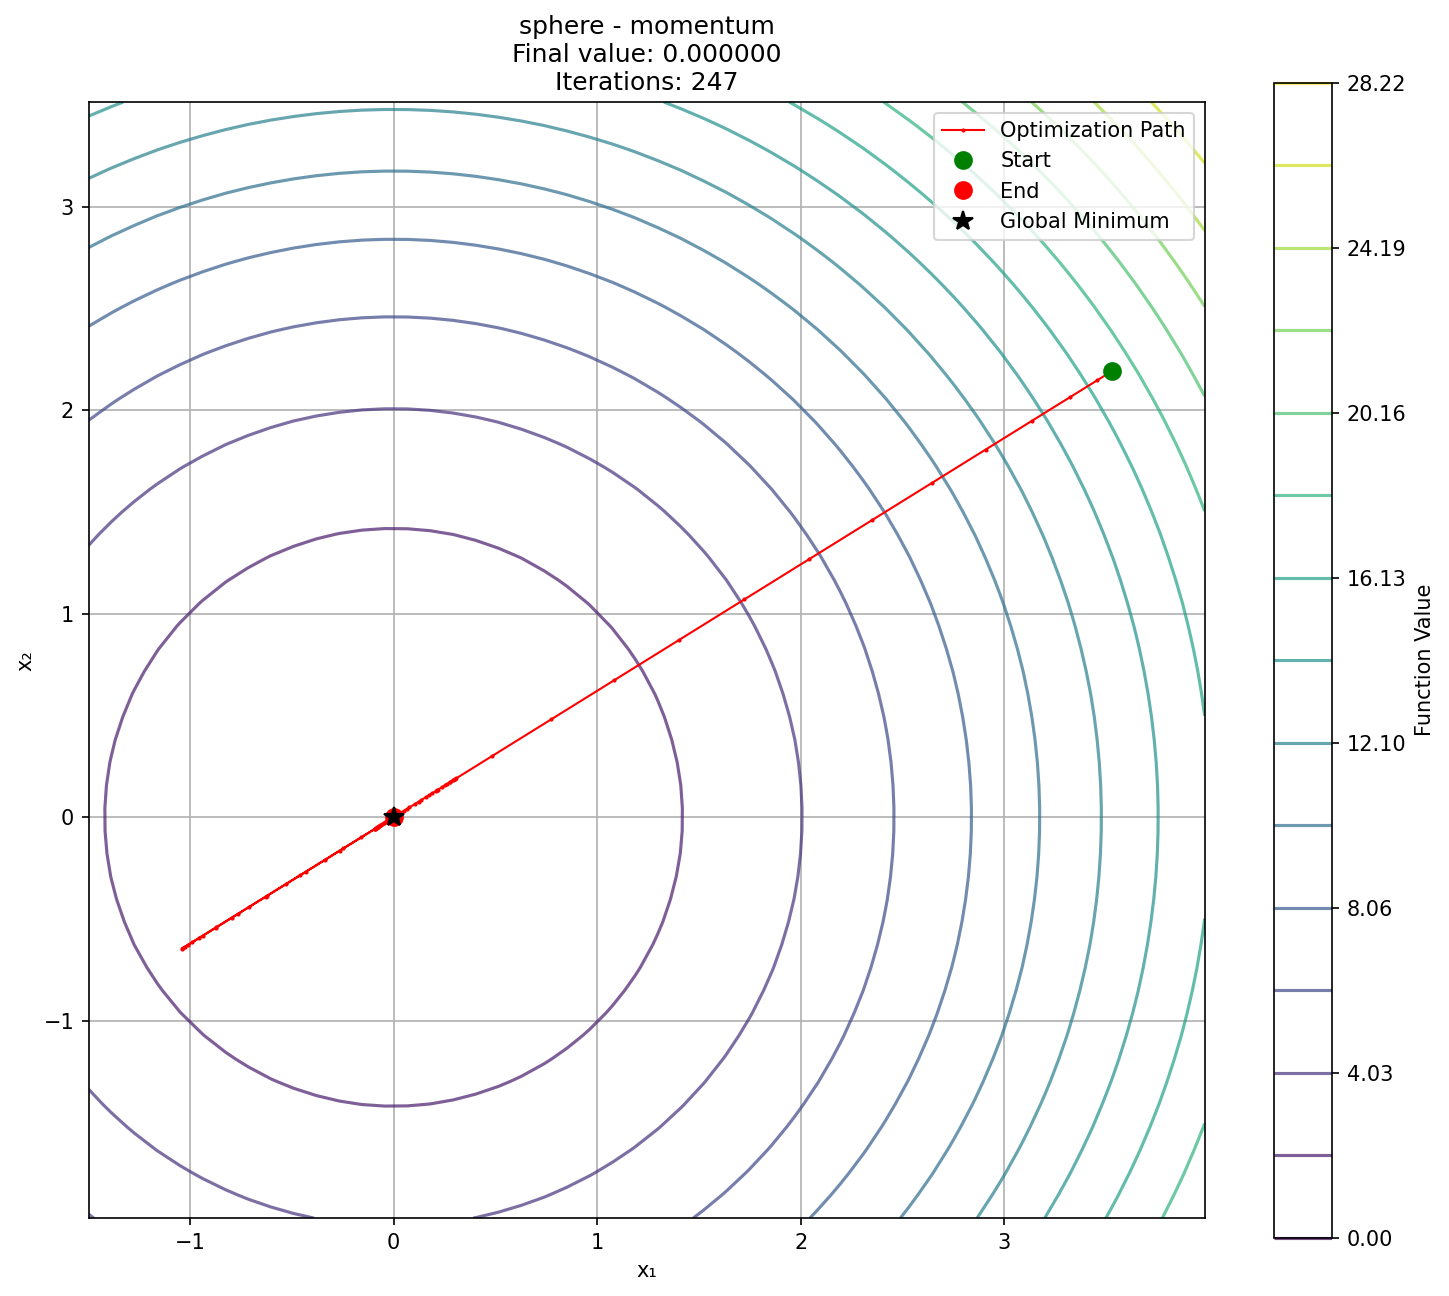 sphere - momentum
Final value: 0.000000
Iterations: 247
Optimization Path
Start
End
Global Minimum
3
2
1
0
−1
x₂
−1
0
1
2
3
x₁
28.22
24.19
20.16
16.13
12.10
8.06
4.03
0.00
Function Value